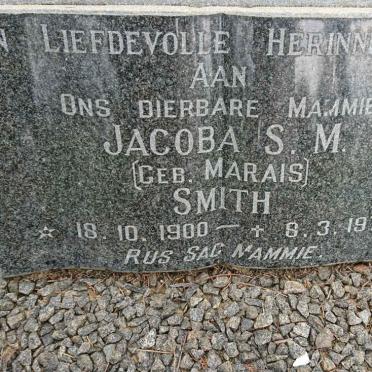 N LIEFDEVOLLE HERINN
AAN
ONS DIERBARE MAMMIE
JACOBA S. M.
(GEB. MARAIS)
SMITH
* 18. 10. 1900 — † 8. 3. 19
RUS SAG MAMMIE.